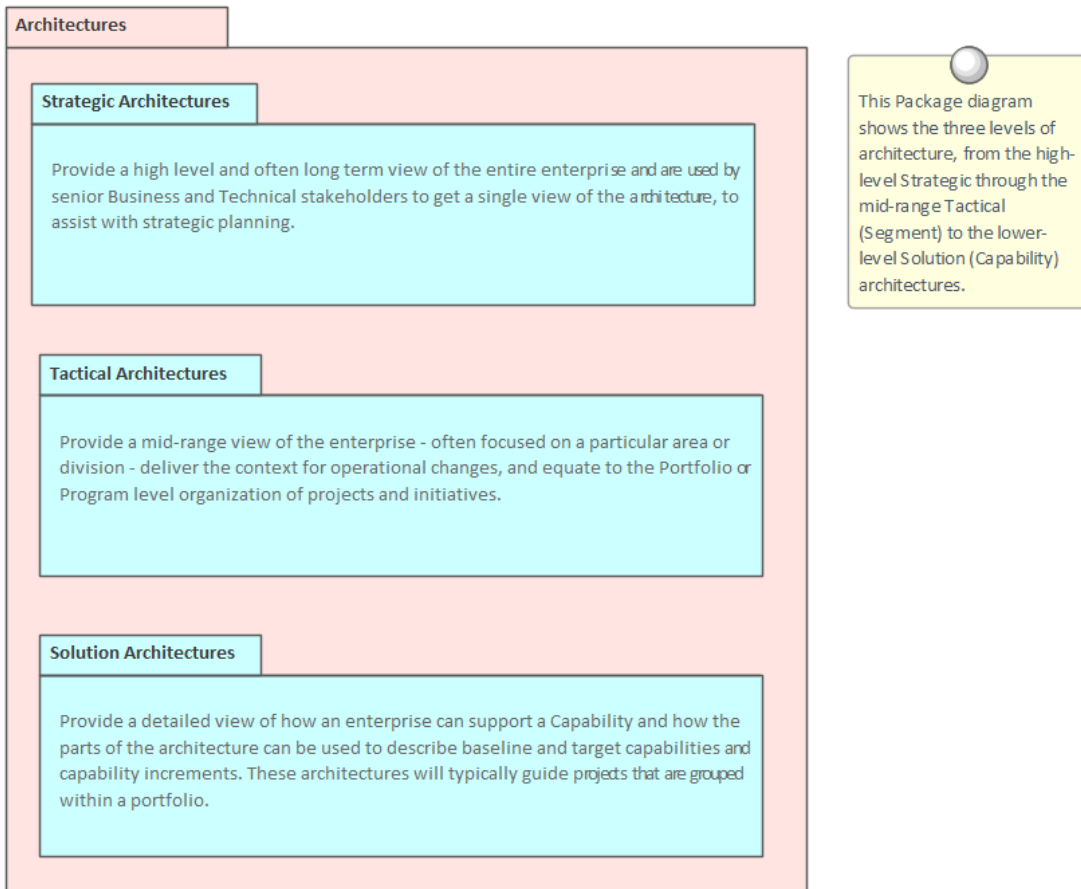 Architectures
Strategic Architectures
Provide a high level and often long term view of the entire enterprise and are used by
senior Business and Technical stakeholders to get a single view of the architecture, to
assist with strategic planning.
Tactical Architectures
Provide a mid-range view of the enterprise - often focused on a particular area or
division - deliver the context for operational changes, and equate to the Portfolio or
Program level organization of projects and initiatives.
Solution Architectures
Provide a detailed view of how an enterprise can support a Capability and how the
parts of the architecture can be used to describe baseline and target capabilities and
capability increments. These architectures will typically guide projects that are grouped
within a portfolio.
This Package diagram
shows the three levels of
architecture, from the high-
level Strategic through the
mid-range Tactical
(Segment) to the lower-
level Solution (Capability)
architectures.